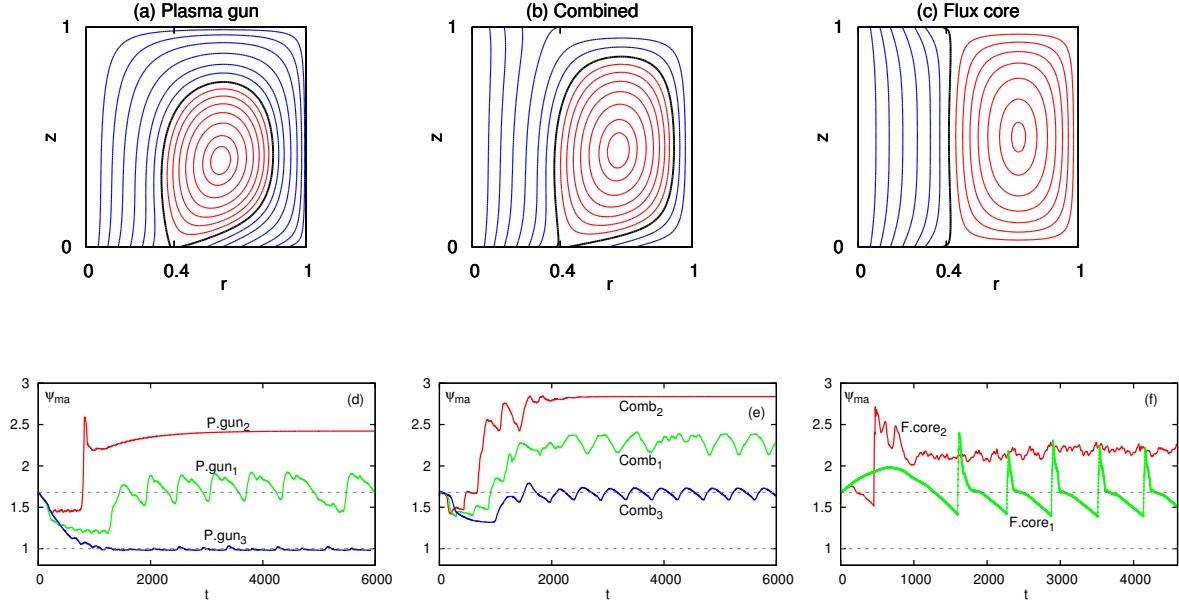 (a) Plasma gun
(b) Combined
(c) Flux core
1
z
0
0
0.4
1
r
1
z
0
0
0.4
1
r
1
z
0
0
0.4
1
r
3
2.5
2
1.5
1
ψma
(d)
P.gun2
P.gun1
P.gun3
0
2000
4000
6000
t
3
2.5
2
1.5
1
ψma
(e)
Comb2
Comb1
Comb3
0
2000
4000
6000
t
3
2.5
2
1.5
1
ψma
(f)
F.core2
F.core1
0
1000
2000
3000
4000
t